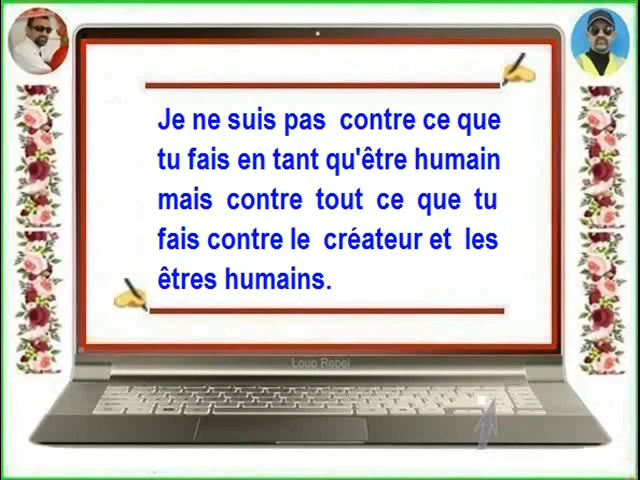 Je ne suis pas contre ce que
tu fais en tant qu'être humain
mais contre tout ce que tu
fais contre le créateur et les
êtres humains.
Loup Rebel